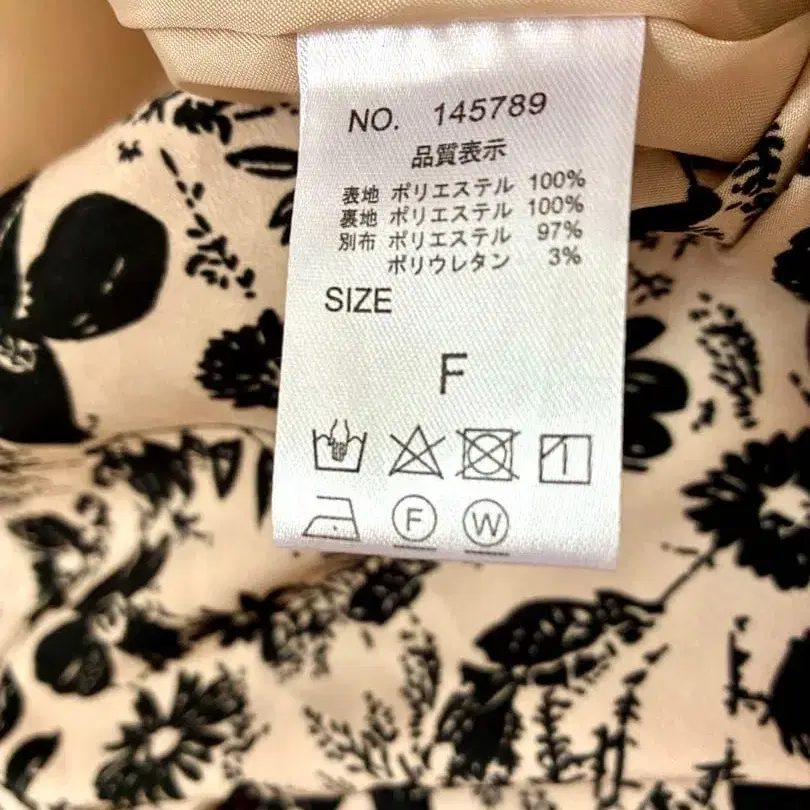 NO. 145789
品質表示
表地 ポリエステル 100%
裏地 ポリエステル 100%
別布 ポリエステル 97%
ポリウレタン 3%
SIZE
F
F W